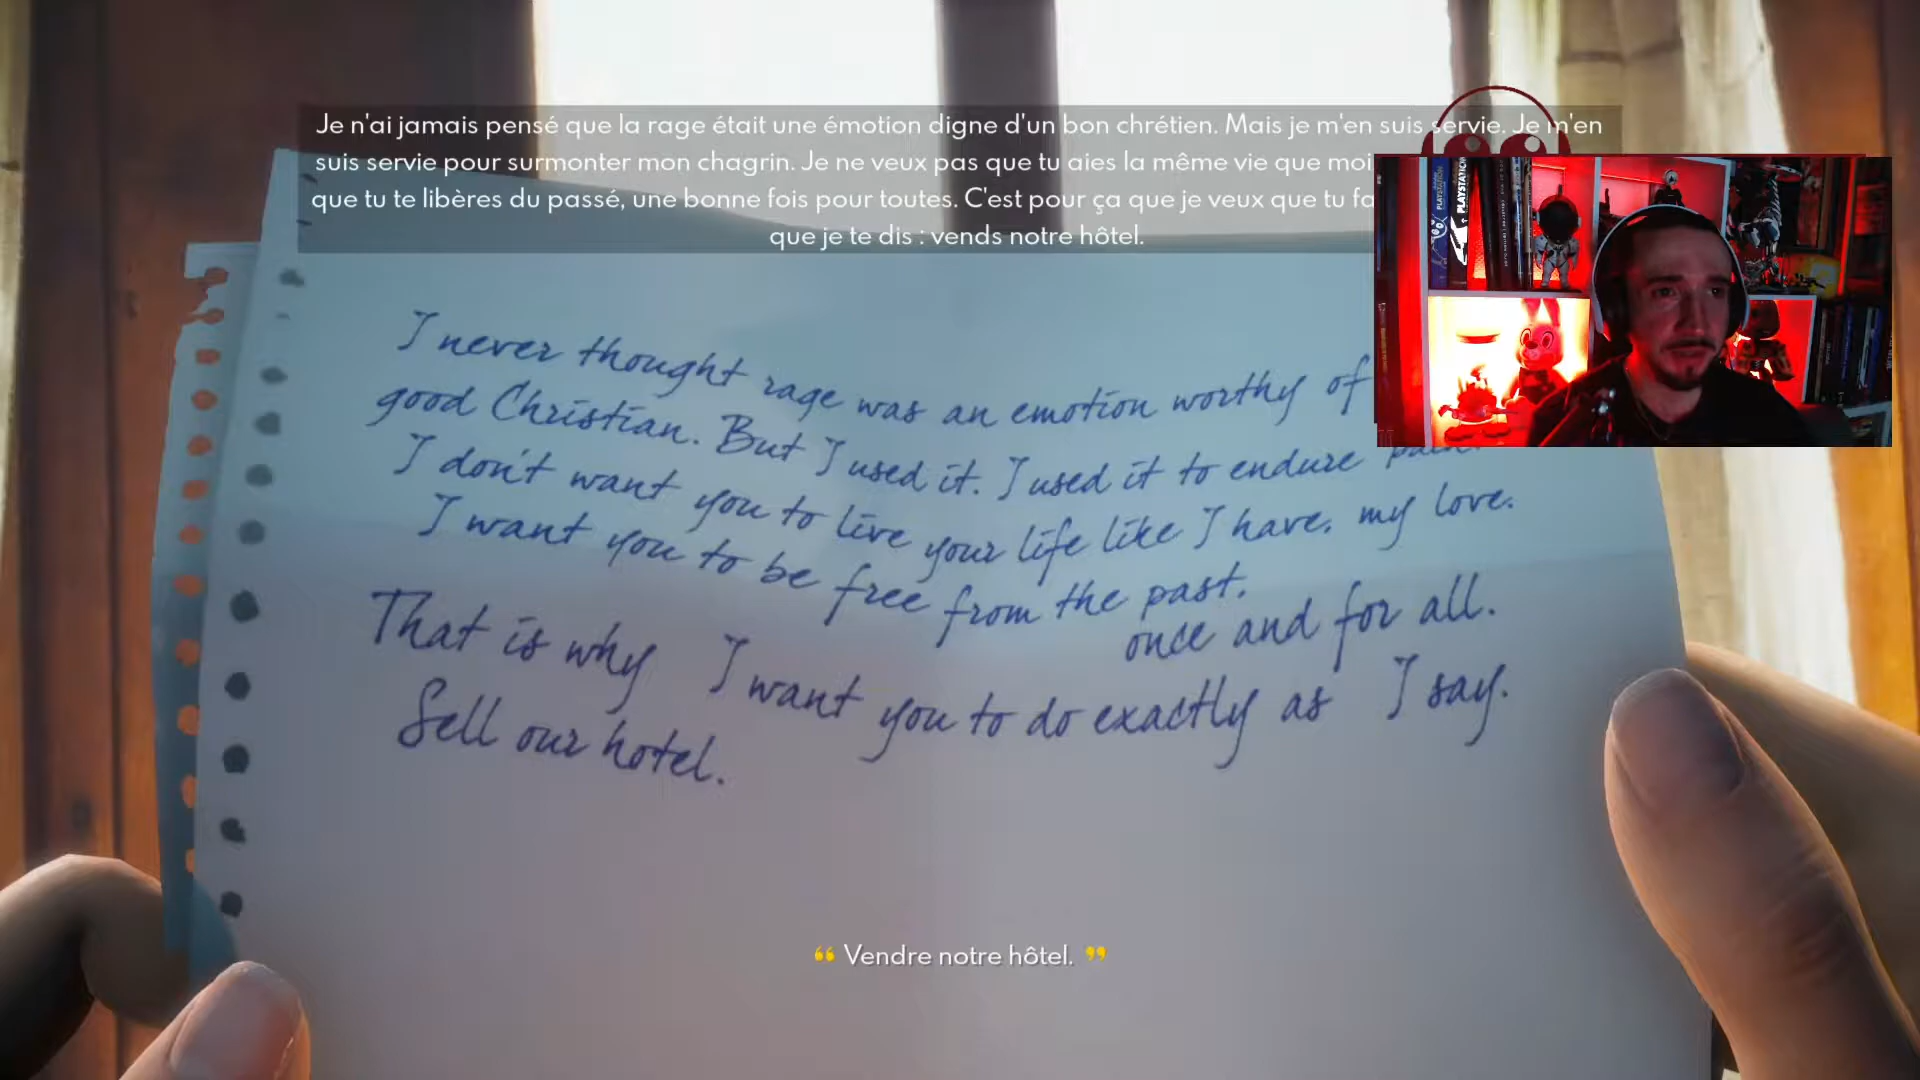 Je n'ai jamais pensé que la rage était une émotion digne d'un bon chrétien. Mais je m'en suis servie. Je m'en
suis servie pour surmonter mon chagrin. Je ne veux pas que tu aies la même vie que moi
que tu te libères du passé, une bonne fois pour toutes. C'est pour ça que je veux que tu
que je te dis : vends notre hôtel.
PLAYSTATION
I never thought rage was an emotion worthy of
good Christian. But I used it. I used it to endure
I don't want you to live your life like I have, my love.
I want you to be free from the past,
once and for all.
That is why I want you to do exactly as I say.
Sell our hotel.
“ Vendre notre hôtel. ”